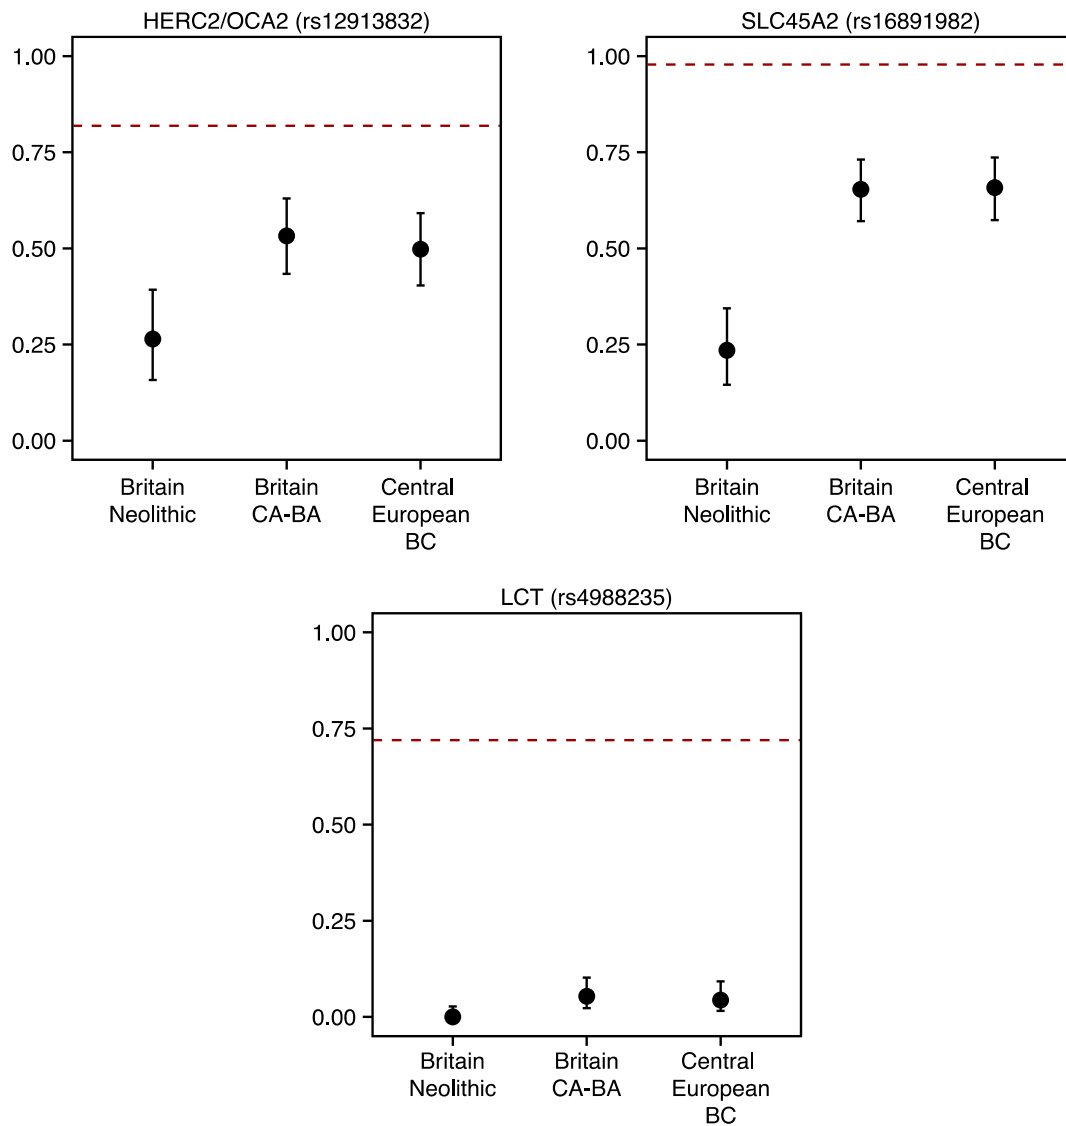 HERC2/OCA2 (rs12913832)
1.00
0.75
0.50
0.25
0.00
Britain
Neolithic
Britain
CA-BA
Central
European
BC
SLC45A2 (rs16891982)
1.00
0.75
0.50
0.25
0.00
Britain
Neolithic
Britain
CA-BA
Central
European
BC
LCT (rs4988235)
1.00
0.75
0.50
0.25
0.00
Britain
Neolithic
Britain
CA-BA
Central
European
BC